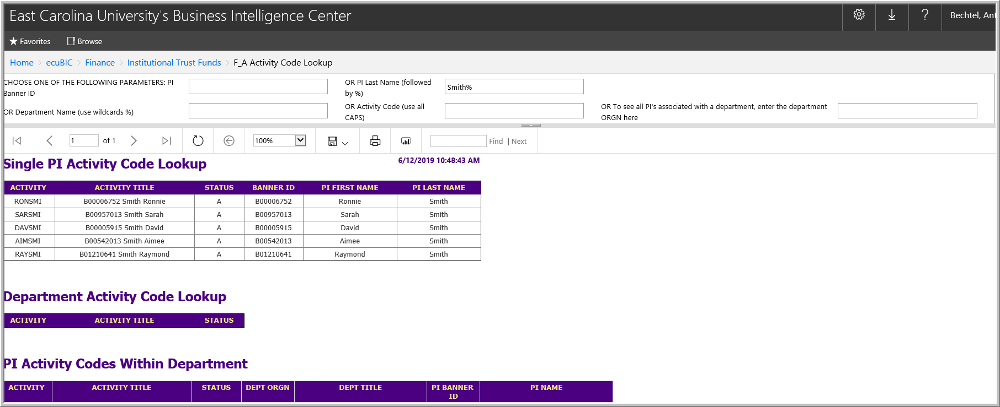 East Carolina University's Business Intelligence Center
?
Bechtel, Ant
Favorites Browse
Home > ecuBIC > Finance > Institutional Trust Funds > F_A Activity Code Lookup
CHOOSE ONE OF THE FOLLOWING PARAMETERS: PI
Banner ID
OR PI Last Name (followed
by %)
Smith%
OR Department Name (use wildcards %)
OR Activity Code (use all
CAPS)
OR To see all PI's associated with a department, enter the department
ORGN here
1 of 1 100% Find | Next
Single PI Activity Code Lookup 6/12/2019 10:48:43 AM
ACTIVITY ACTIVITY TITLE STATUS BANNER ID PI FIRST NAME PI LAST NAME
RONSMI B00006752 Smith Ronnie A B00006752 Ronnie Smith
SARSMI B00957013 Smith Sarah A B00957013 Sarah Smith
DAVSMI B00005915 Smith David A B00005915 David Smith
AIMSMI B00542013 Smith Aimee A B00542013 Aimee Smith
RAYSMI B01210641 Smith Raymond A B01210641 Raymond Smith
Department Activity Code Lookup
ACTIVITY ACTIVITY TITLE STATUS
PI Activity Codes Within Department
ACTIVITY ACTIVITY TITLE STATUS DEPT ORGN DEPT TITLE PI BANNER ID PI NAME